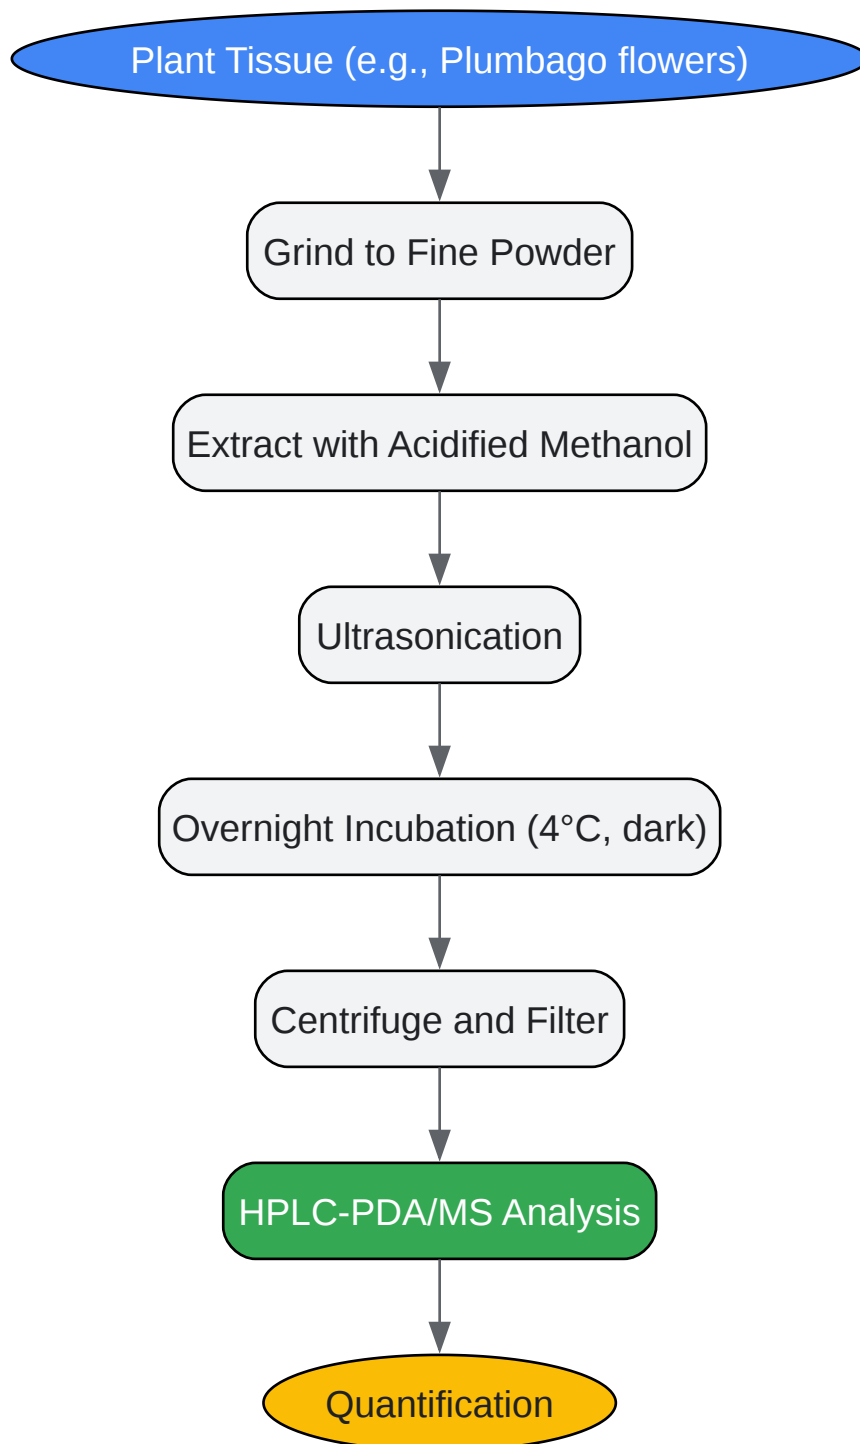 Plant Tissue (e.g., Plumbago flowers)
Grind to Fine Powder
Extract with Acidified Methanol
Ultrasonication
Overnight Incubation (4°C, dark)
Centrifuge and Filter
HPLC-PDA/MS Analysis
Quantification